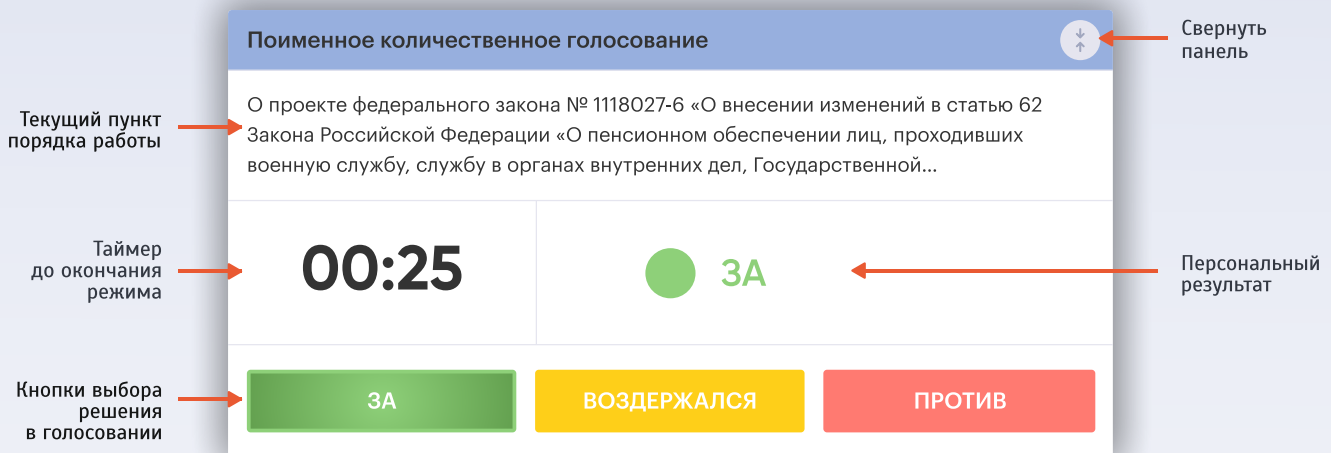 Поименное количественное голосование
Свернуть
панель
О проекте федерального закона № 1118027-6 «О внесении изменений в статью 62
Закона Российской Федерации «О пенсионном обеспечении лиц, проходивших
военную службу, службу в органах внутренних дел, Государственной...
Текущий пункт
порядка работы
Таймер
до окончания
режима
00:25
ЗА
Персональный
результат
Кнопки выбора
решения
в голосовании
ЗА
ВОЗДЕРЖАЛСЯ
ПРОТИВ